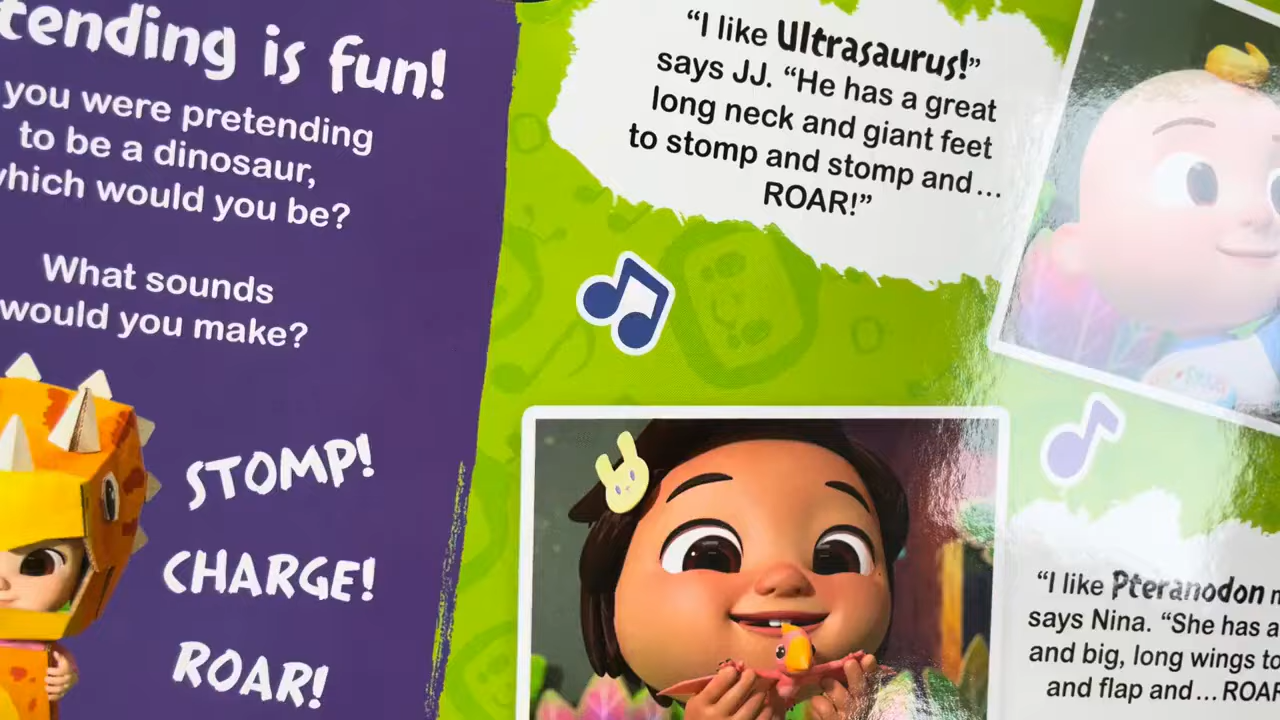 tending is fun!
you were pretending
to be a dinosaur,
which would you be?
What sounds
would you make?
STOMP!
CHARGE!
ROAR!
“I like Ultrasaurus!”
says JJ. “He has a great
long neck and giant feet
to stomp and stomp and...
ROAR!”
“I like Pteranodon
says Nina. “She has a
and big, long wings to
and flap and... ROAR